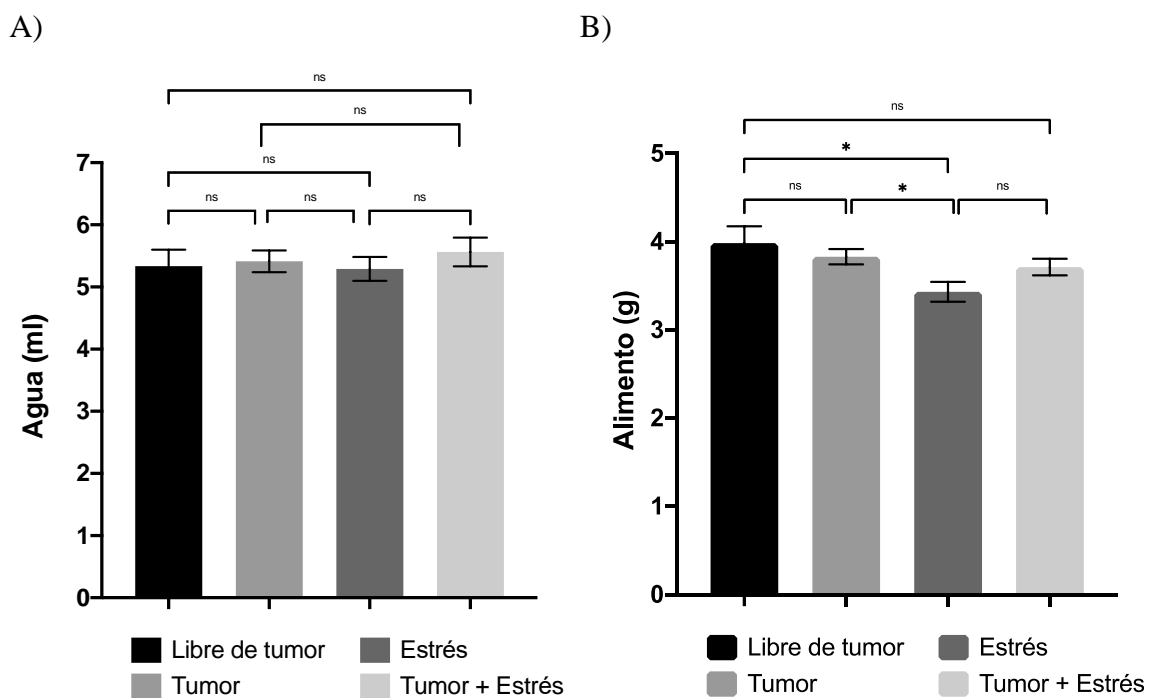 A)
B)
ns
ns
ns
ns
ns
ns
7
6
5
4
3
2
1
0
Agua (ml)
Libre de tumor
Estrés
Tumor
Tumor + Estrés
ns
*
ns
*
ns
5
4
3
2
1
0
Alimento (g)
Libre de tumor
Estrés
Tumor
Tumor + Estrés